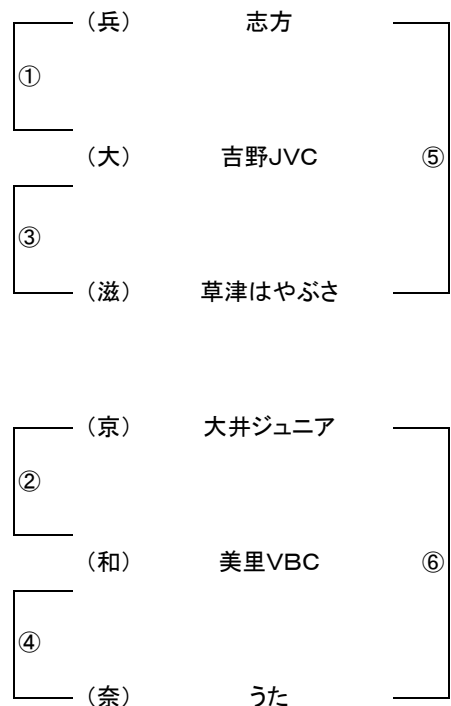 （兵） 志方
①
（大） 吉野JVC ⑤
③
（滋） 草津はやぶさ
（京） 大井ジュニア
②
（和） 美里VBC ⑥
④
（奈） うた